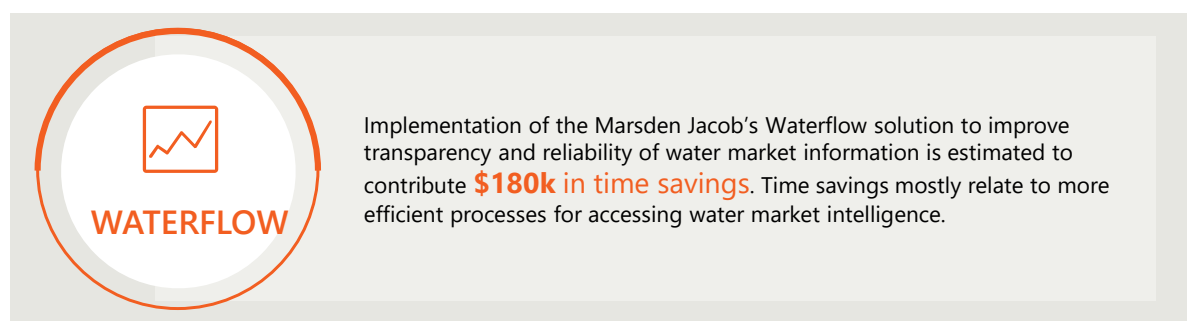 WATERFLOW
Implementation of the Marsden Jacob’s Waterflow solution to improve
transparency and reliability of water market information is estimated to
contribute $180k in time savings. Time savings mostly relate to more
efficient processes for accessing water market intelligence.